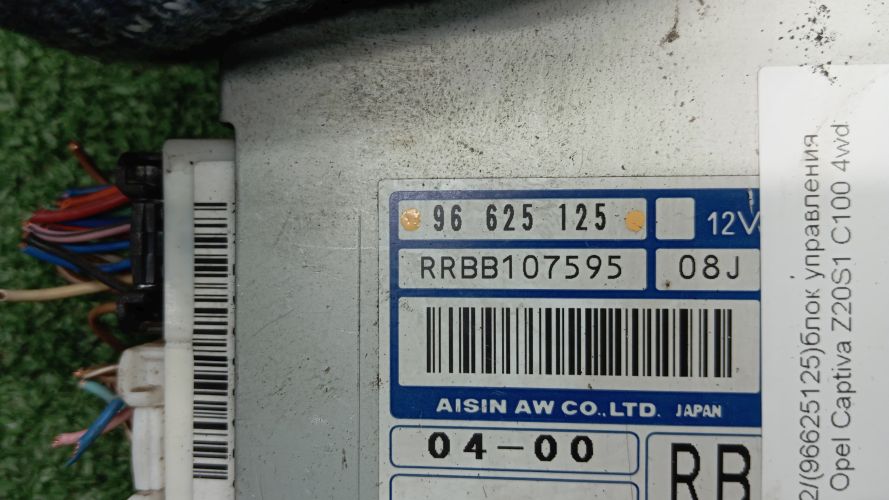 96 625 125
12V
RRBB107595
08J
AISIN AW CO.,LTD. JAPAN
04-00
RB
2/(96625125)блок управления
Opel Captiva Z20S1 C100 4wd